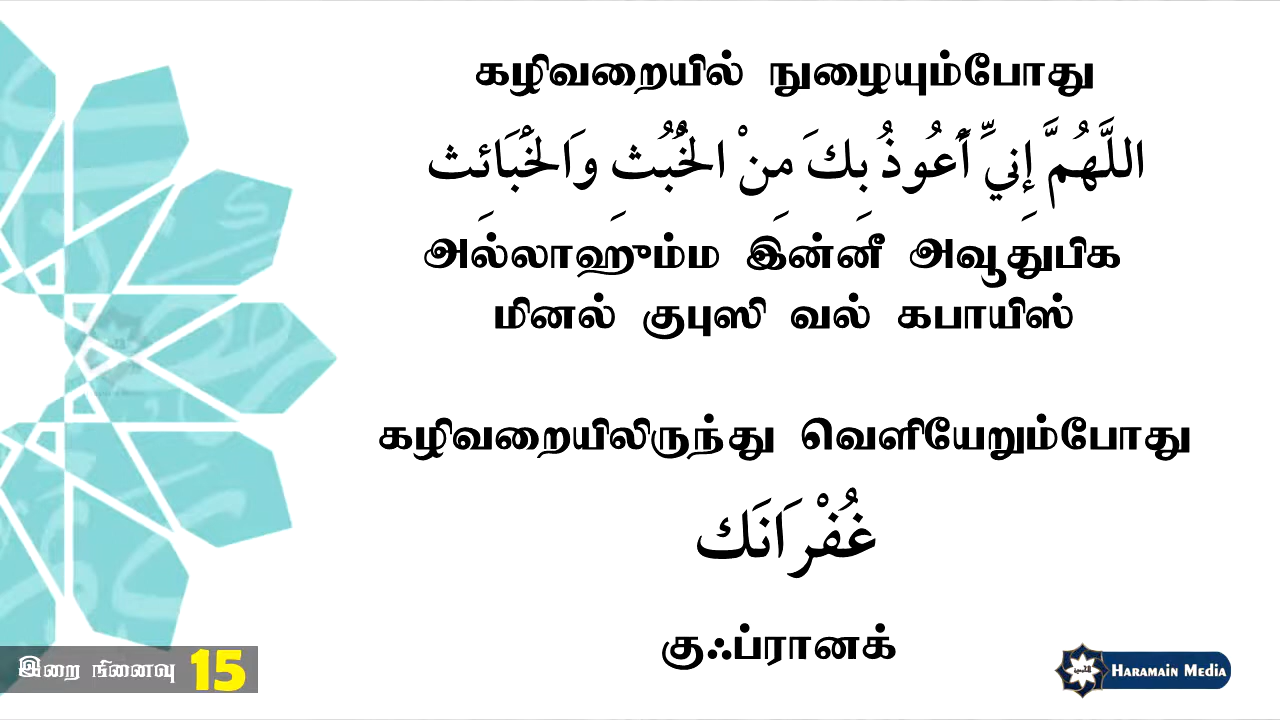 கழிவறையில் நுழையும்போது
اللَّهُمَّ إِنِّي أَعُوذُ بِكَ مِنْ الْخُبُثِ وَالْخَبَائِثِ
அல்லாஹும்ம இன்னீ அவூதுபிக
மினல் குபுஸி வல் கபாயிஸ்
கழிவறையிலிருந்து வெளியேறும்போது
غُفْرَانَك
குஃப்ரானக்
இறை நினைவு 15
HARAMAIN MEDIA